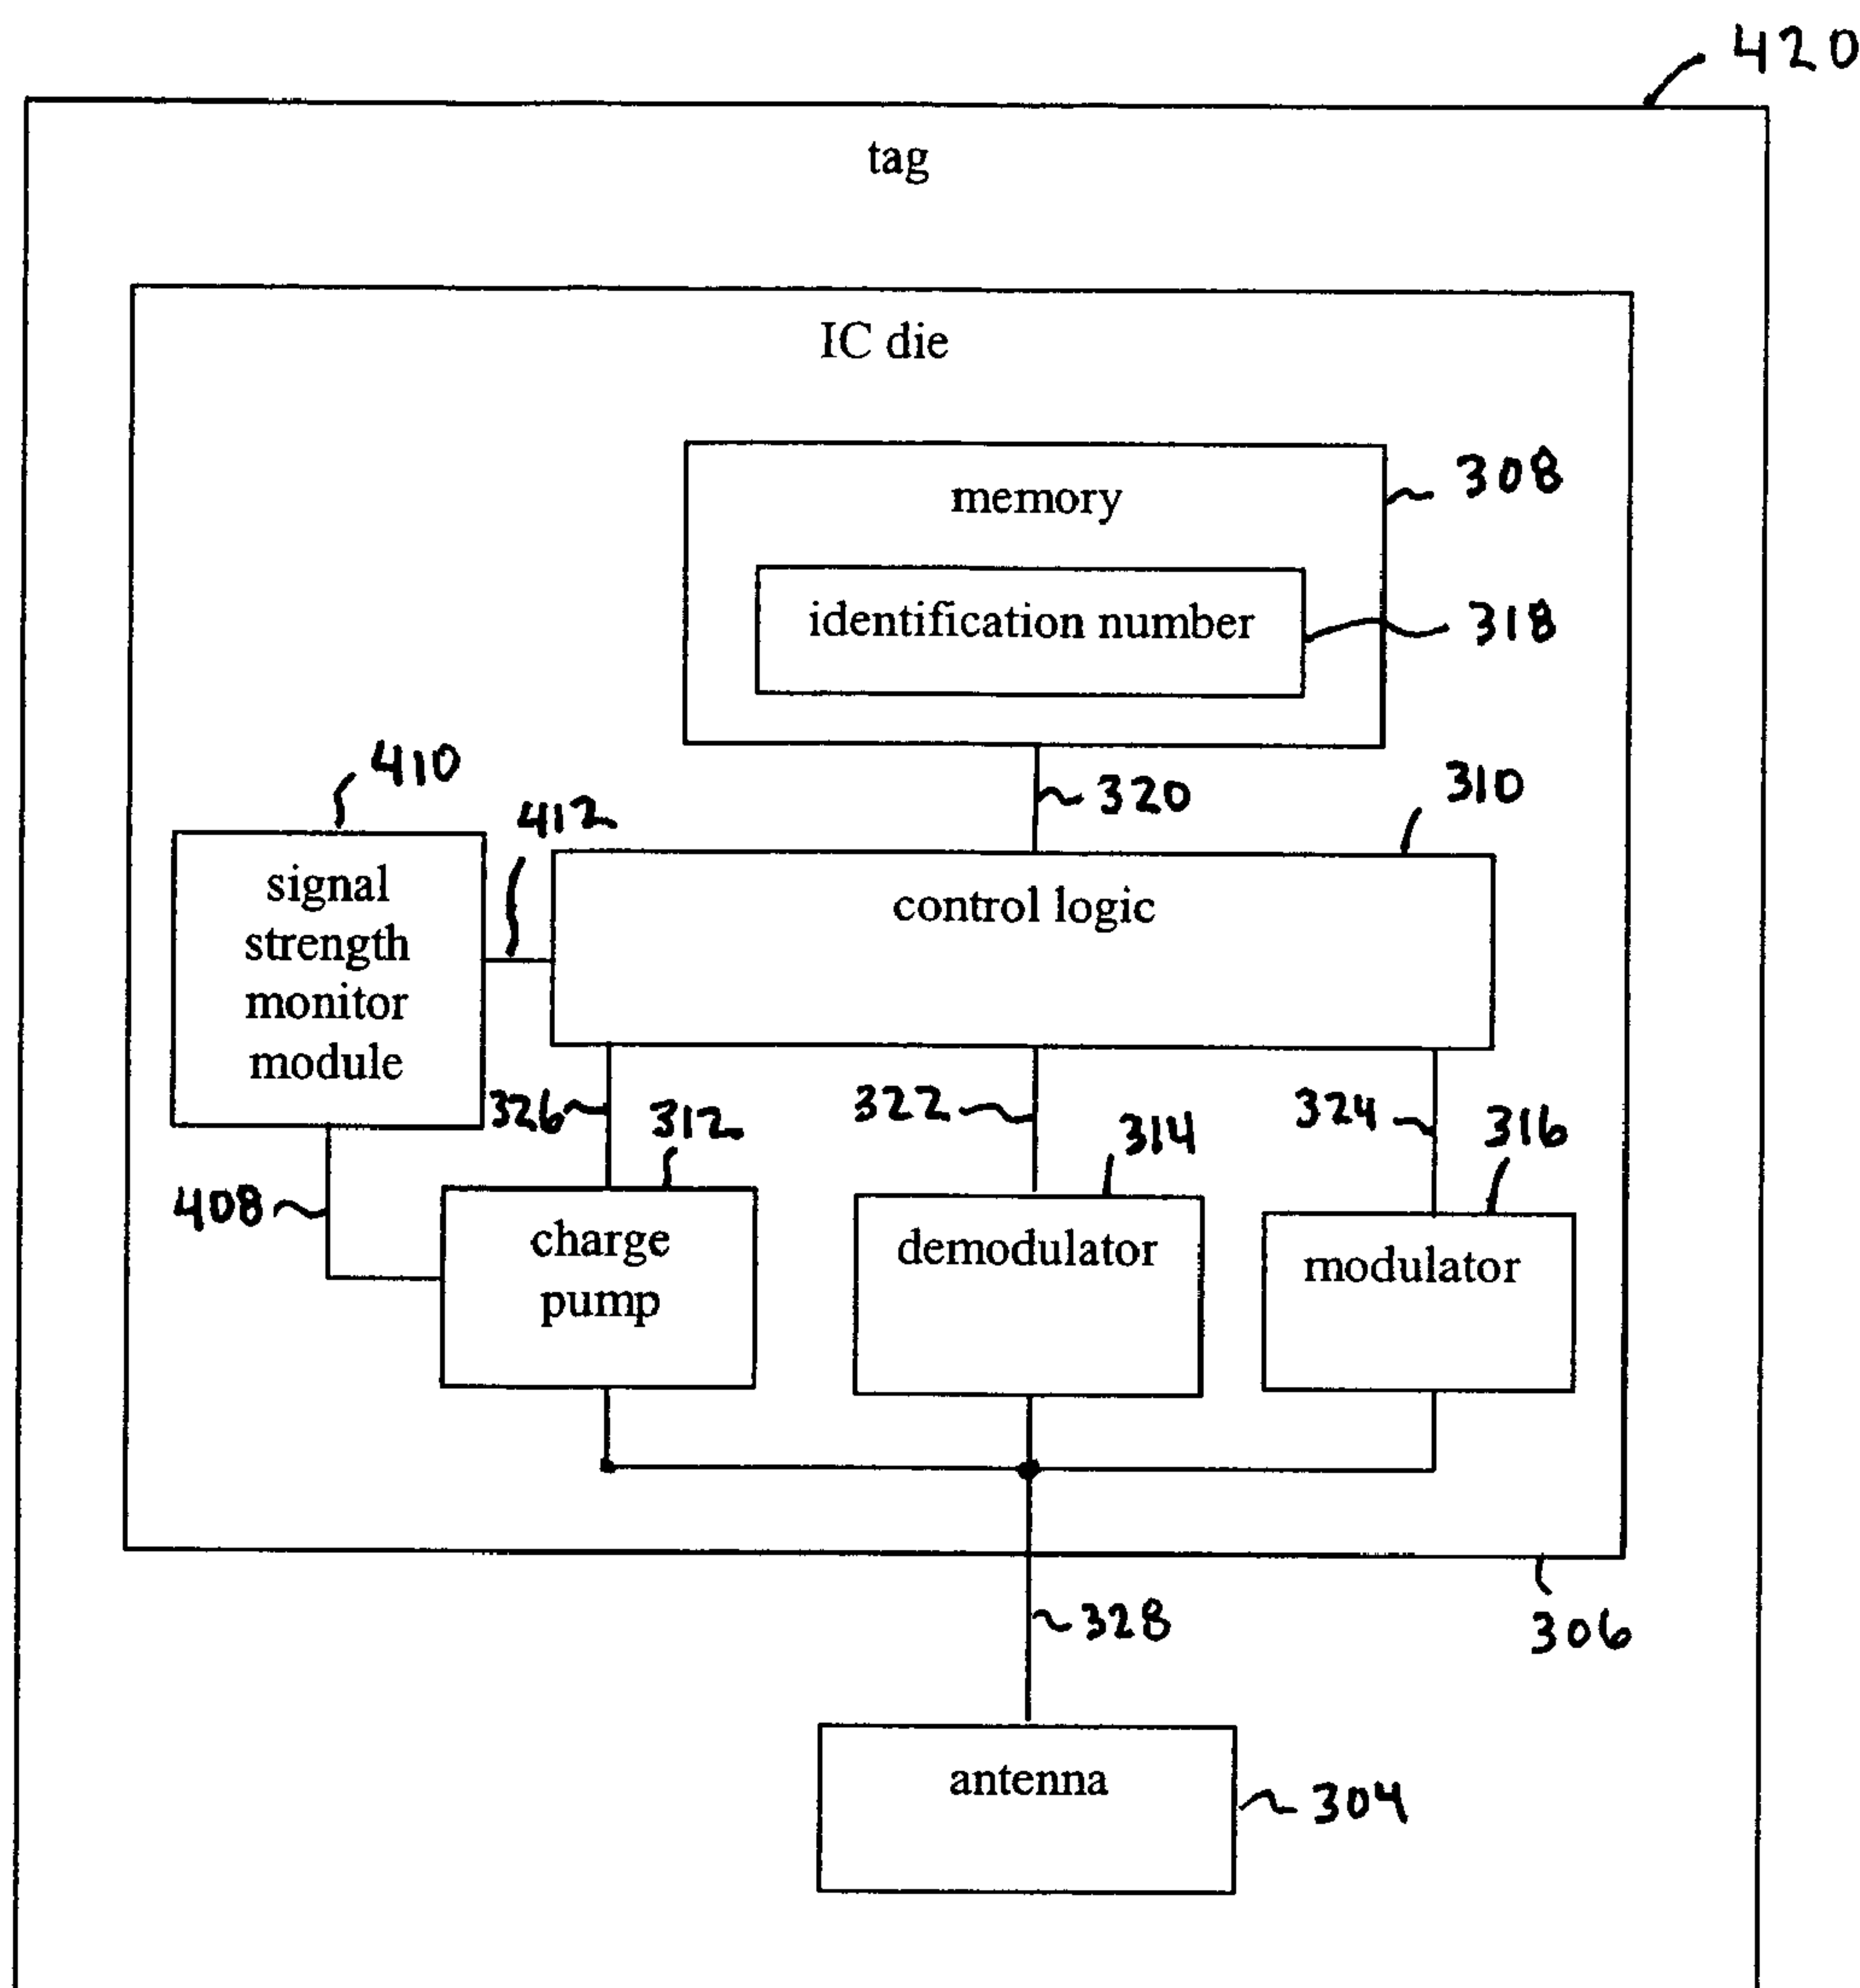 420
tag
IC die
308
memory
identification number
318
410
412
320
310
signal
strength
monitor
module
control logic
326
312
322
314
324
316
408
charge
pump
demodulator
modulator
328
306
antenna
304